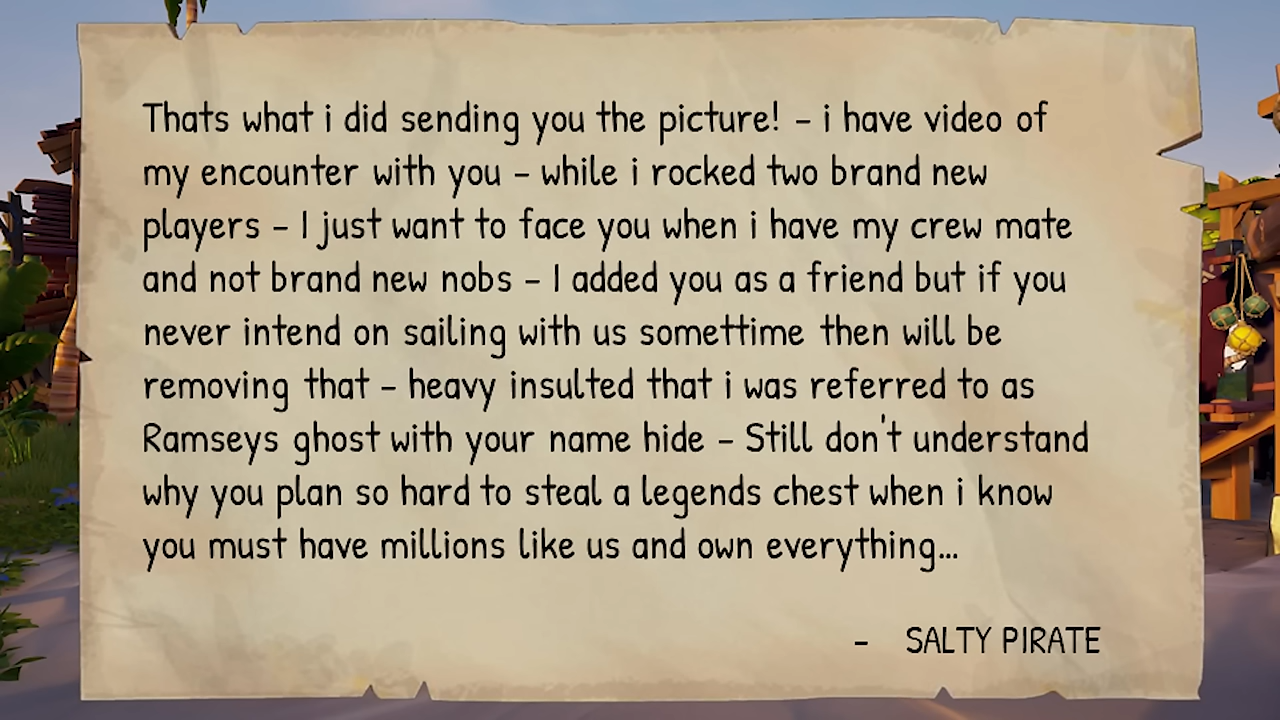 Thats what i did sending you the picture! - i have video of
my encounter with you - while i rocked two brand new
players - I just want to face you when i have my crew mate
and not brand new nobs - I added you as a friend but if you
never intend on sailing with us somettime then will be
removing that - heavy insulted that i was referred to as
Ramseys ghost with your name hide - Still don't understand
why you plan so hard to steal a legends chest when i know
you must have millions like us and own everything...
- SALTY PIRATE